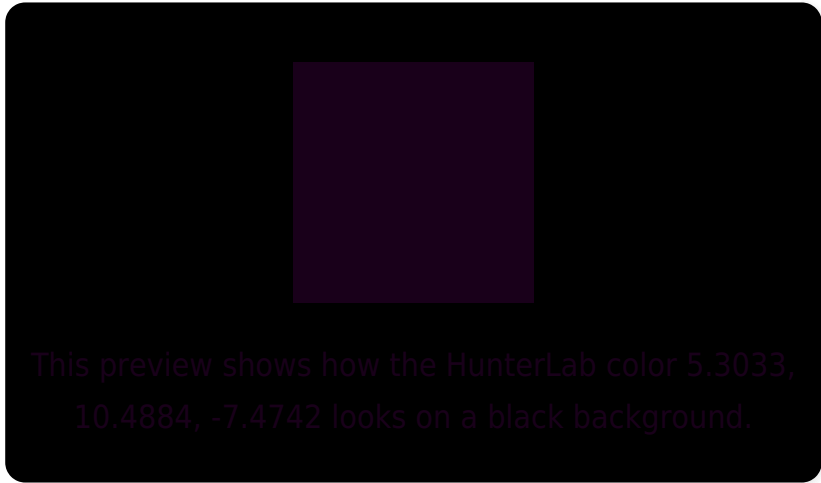 This preview shows how the HunterLab color 5.3033,
10.4884, -7.4742 looks on a black background.